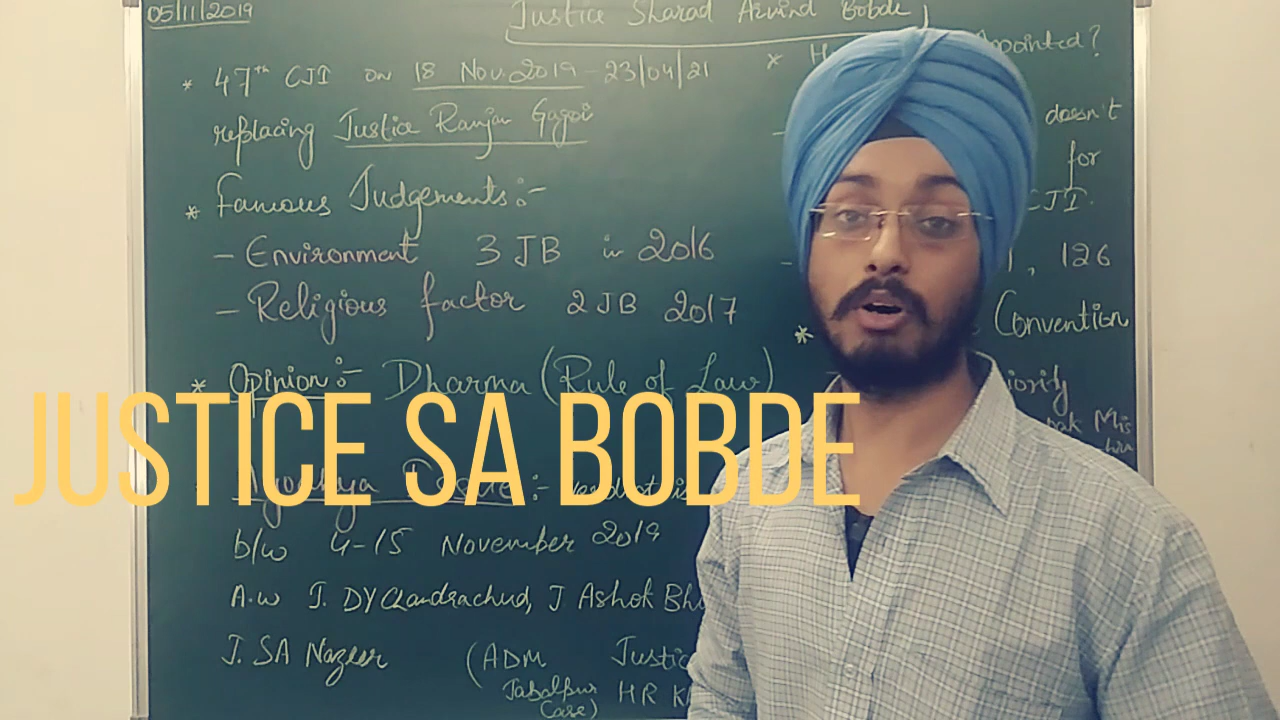 05/11/2019
Justice Sharad Arvind Bobde
* 47th CJI on 18 Nov. 2019 - 23/04/21
replacing Justice Ranjan Gogoi
* Famous Judgements:-
- Environment 3 JB in 2016
- Religious factor 2 JB 2017
* Opinion:- Dharma (Rule of Law)
JUSTICE SA BOBDE
b/w 4-15 November 2019
A.w J. DY Chandrachud, J Ashok Bh
J. SA Nazeer (ADM Jabalpur Case) Justice HR K
*
doesn't
for
CJI.
, 126
* Convention
pak Mis